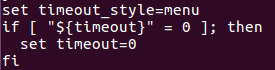 set timeout_style=menu
if [ "${timeout}" = 0 ]; then
  set timeout=0
fi